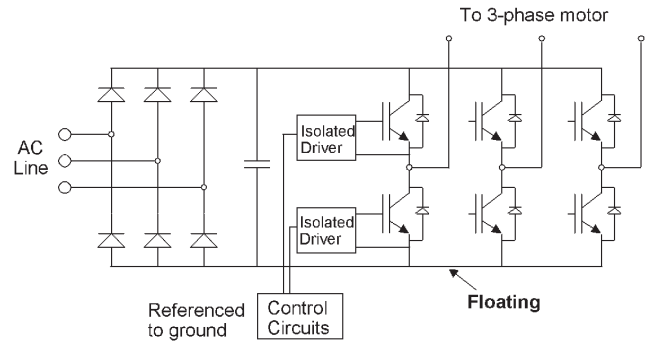 To 3-phase motor
AC
Line
Isolated
Driver
Isolated
Driver
Floating
Referenced
to ground
Control
Circuits